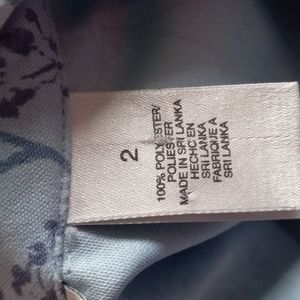 2
100% POLYESTER/
POLIESTER
MADE IN SRI LANKA
HECHO EN
SRI LANKA
FABRIQUE A
SRI LANKA